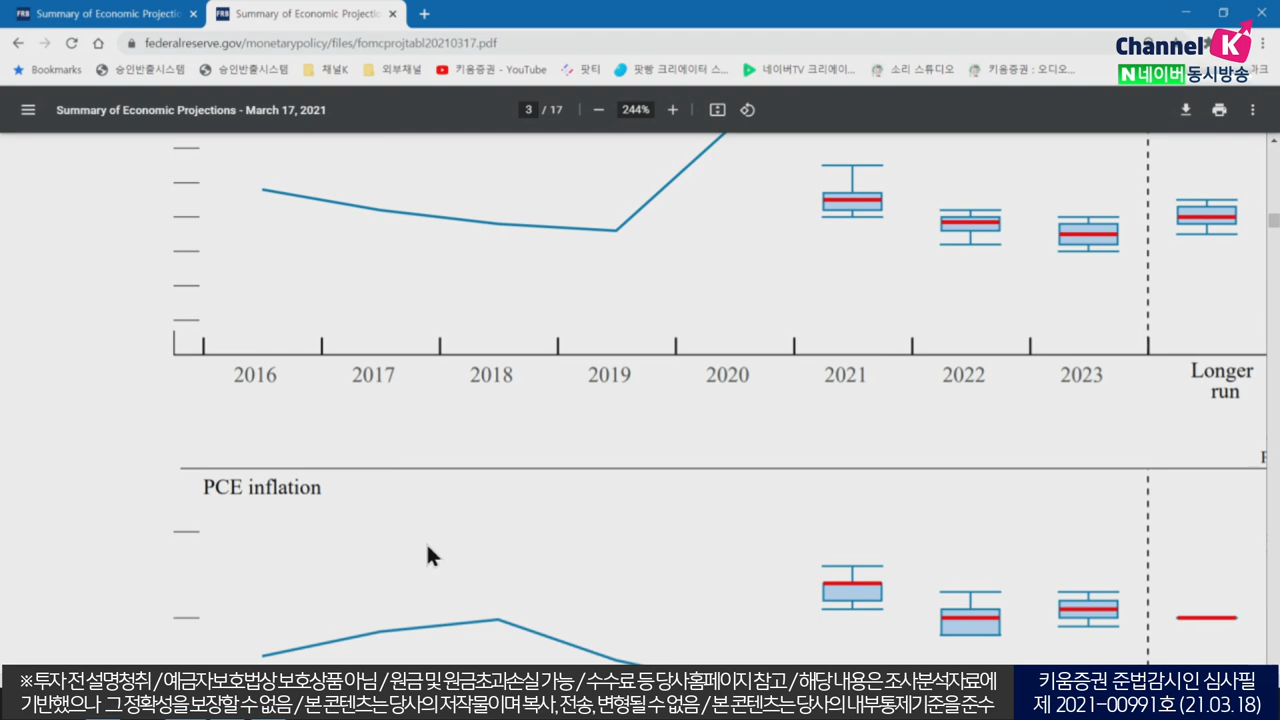 FRB Summary of Economic Projectio
FRB Summary of Economic Projectio
federalreserve.gov/monetarypolicy/files/fomcprojtabl20210317.pdf
Channel K
N 네이버 동시방송
Bookmarks 승인반출시스템 승인반출시스템 채널K 외부채널 키움증권 - YouTube 팟티 팟빵 크리에이터 스... 네이버TV 크리에이... 소리 스튜디오 키움증권 : 오디오...
Summary of Economic Projections - March 17, 2021 3 / 17 244%
2016 2017 2018 2019 2020 2021 2022 2023 Longer
run
PCE inflation
※ 투자 전 설명청취 / 예금자보호법상 보호상품 아님 / 원금 및 원금초과손실 가능 / 수수료 등 당사홈페이지 참고 / 해당 내용은 조사분석자료에
기반했으나 그 정확성을 보장할 수 없음 / 본 콘텐츠는 당사의 저작물이며 복사, 전송, 변형될 수 없음 / 본 콘텐츠는 당사의 내부통제기준을 준수
키움증권 준법감시인 심사필
제 2021-00991호 (21.03.18)